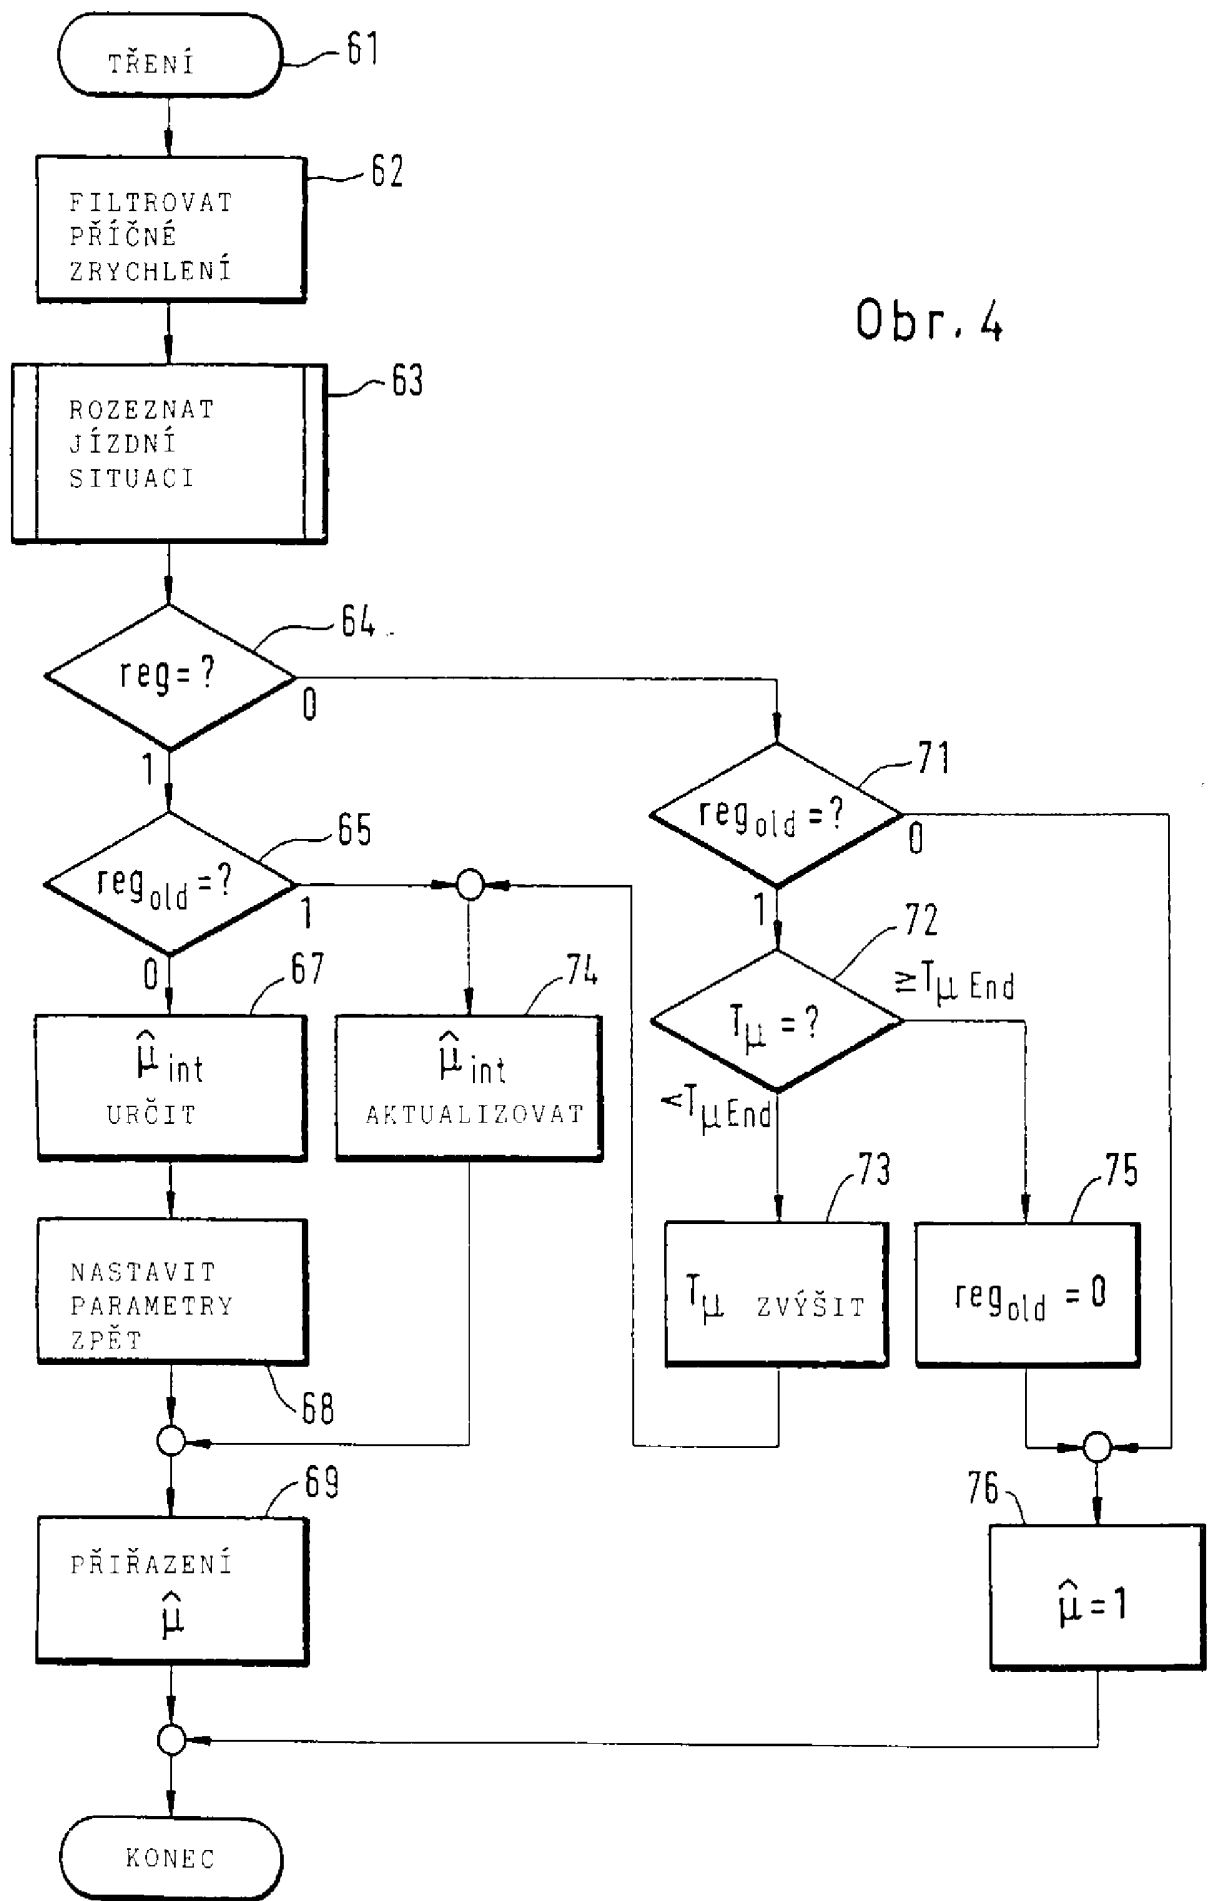 TŘENÍ
61
FILTROVAT
PŘÍČNÉ
ZRYCHLENÍ
62
Obr. 4
ROZEZNAT
JÍZDNÍ
SITUACI
63
reg = ?
64
0
1
reg_old = ?
65
1
0
reg_old = ?
71
0
1
T_μ = ?
72
≥T_μ End
<T_μ End
μ̂_int
URČIT
67
μ̂_int
AKTUALIZOVAT
74
T_μ ZVÝŠIT
73
reg_old = 0
75
NASTAVIT
PARAMETRY
ZPĚT
68
PŘIŘAZENÍ
μ̂
69
μ̂ = 1
76
KONEC